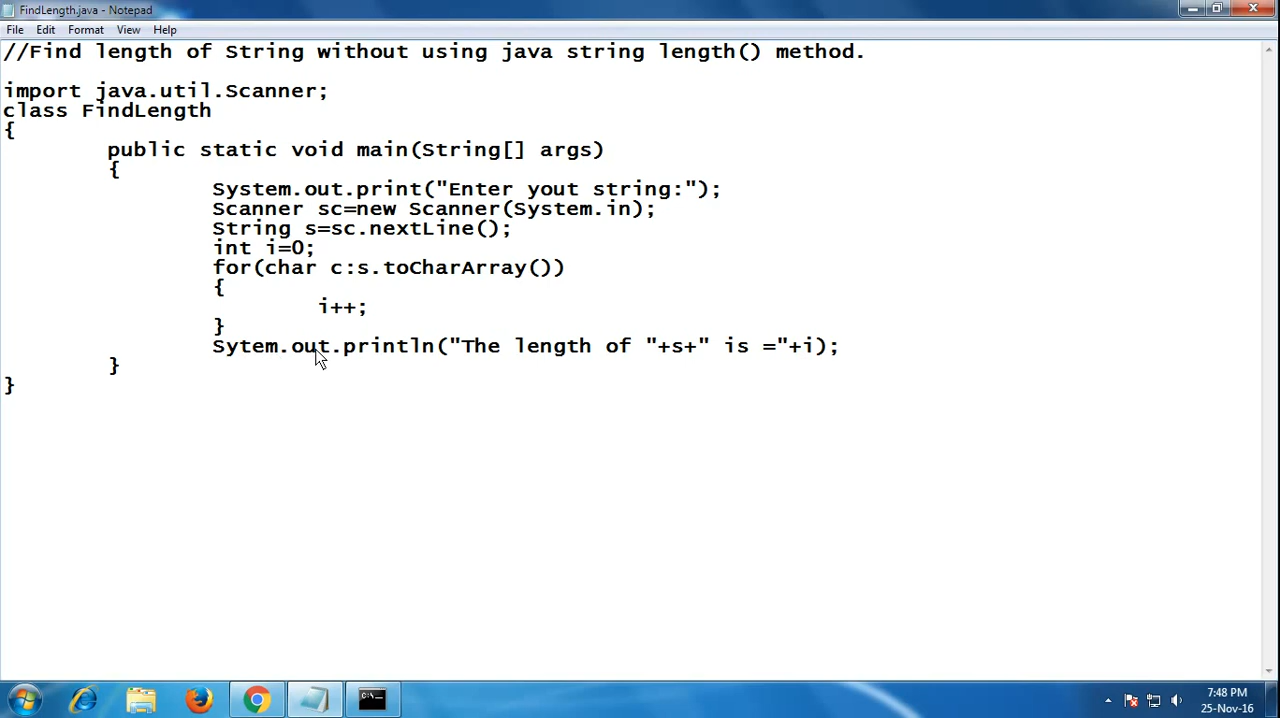 FindLength.java - Notepad
File Edit Format View Help
//Find length of String without using java string length() method.
import java.util.Scanner;
class FindLength
{
public static void main(String[] args)
{
System.out.print("Enter yout string:");
Scanner sc=new Scanner(System.in);
String s=sc.nextLine();
int i=0;
for(char c:s.toCharArray())
{
i++;
}
Sytem.out.println("The length of "+s+" is ="+i);
}
}
7:48 PM
25-Nov-16